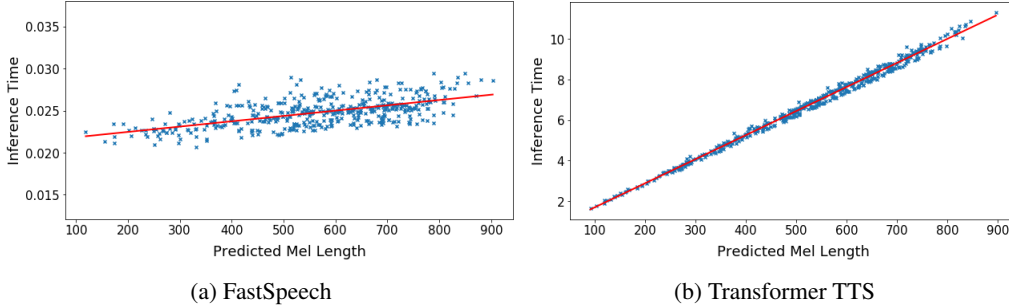 0.035
0.030
0.025
0.020
0.015
Inference Time
100 200 300 400 500 600 700 800 900
Predicted Mel Length
(a) FastSpeech
10
8
6
4
2
Inference Time
100 200 300 400 500 600 700 800 900
Predicted Mel Length
(b) Transformer TTS